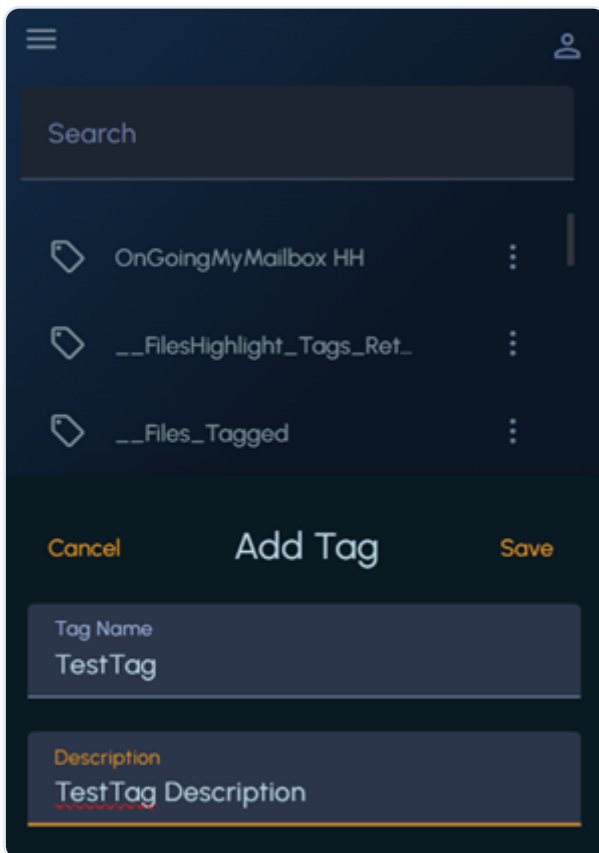 Search
OnGoingMyMailbox HH
__FilesHighlight_Tags_Ret...
__Files_Tagged
Cancel Add Tag Save
Tag Name
TestTag
Description
TestTag Description